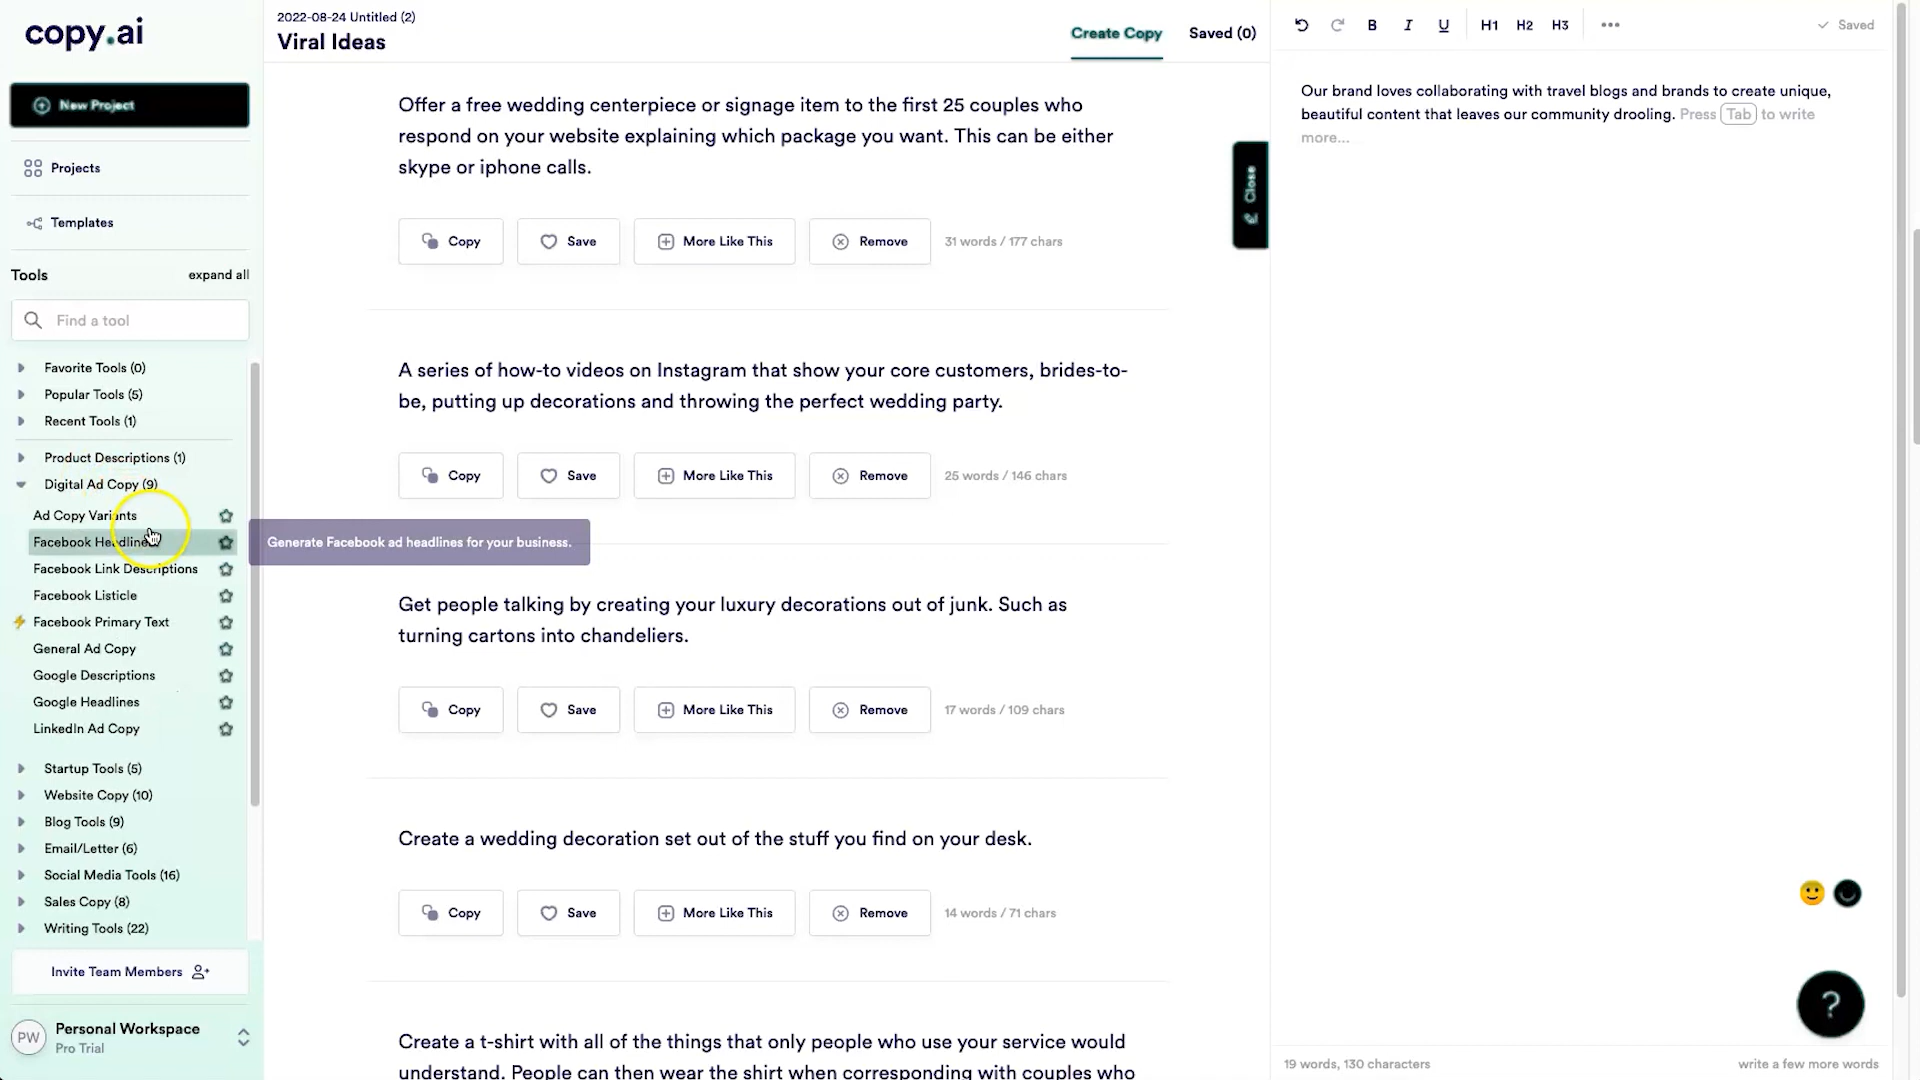 copy.ai
New Project
Projects
Templates
Tools
expand all
Find a tool
Favorite Tools (0)
Popular Tools (5)
Recent Tools (1)
Product Descriptions (1)
Digital Ad Copy (9)
Ad Copy Variants
Facebook Headlines
Facebook Link Descriptions
Facebook Listicle
Facebook Primary Text
General Ad Copy
Google Descriptions
Google Headlines
LinkedIn Ad Copy
Startup Tools (5)
Website Copy (10)
Blog Tools (9)
Email/Letter (6)
Social Media Tools (16)
Sales Copy (8)
Writing Tools (22)
Invite Team Members
PW
Personal Workspace
Pro Trial
2022-08-24 Untitled (2)
Viral Ideas
Create Copy
Saved (0)
Offer a free wedding centerpiece or signage item to the first 25 couples who
respond on your website explaining which package you want. This can be either
skype or iphone calls.
Copy
Save
More Like This
Remove
31 words / 177 chars
A series of how-to videos on Instagram that show your core customers, brides-to-
be, putting up decorations and throwing the perfect wedding party.
Copy
Save
More Like This
Remove
25 words / 146 chars
Generate Facebook ad headlines for your business.
Get people talking by creating your luxury decorations out of junk. Such as
turning cartons into chandeliers.
Copy
Save
More Like This
Remove
17 words / 109 chars
Create a wedding decoration set out of the stuff you find on your desk.
Copy
Save
More Like This
Remove
14 words / 71 chars
Create a t-shirt with all of the things that only people who use your service would
understand. People can then wear the shirt when corresponding with couples who
Close
B I U H1 H2 H3
Saved
Our brand loves collaborating with travel blogs and brands to create unique,
beautiful content that leaves our community drooling. Press Tab to write
more...
?
19 words, 130 characters
write a few more words